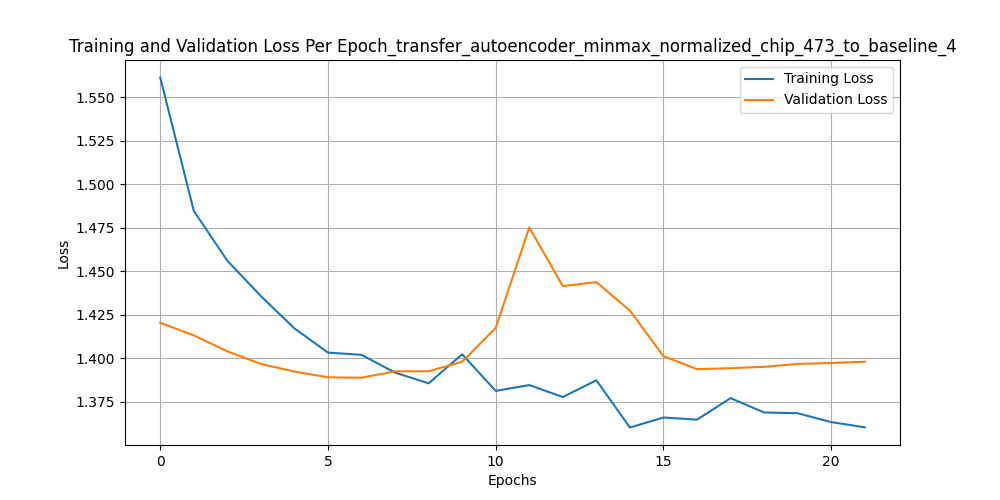 Training and Validation Loss Per Epoch_transfer_autoencoder_minmax_normalized_chip_473_to_baseline_4
Training Loss
Validation Loss
1.550
1.525
1.500
1.475
1.450
1.425
1.400
1.375
Loss
0 5 10 15 20
Epochs